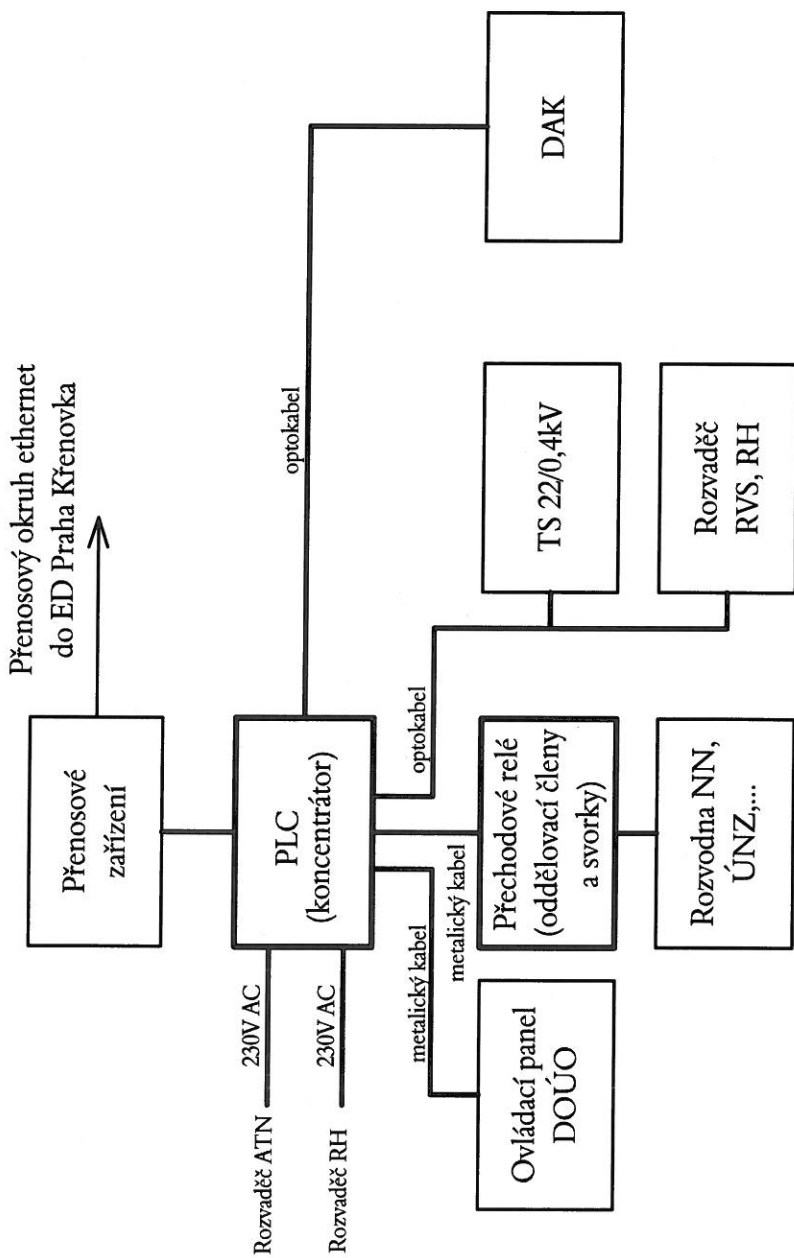 Přenosový okruh ethernet
do ED Praha Křenovka
Přenosové
zařízení
Rozvaděč ATN
230V AC
Rozvaděč RH
230V AC
PLC
(koncentrátor)
optokabel
DAK
metalický kabel
metalický kabel
optokabel
Ovládací panel
DOÚO
Přechodové relé
(oddělovací členy
a svorky)
TS 22/0,4kV
Rozvodna NN,
ÚNZ,...
Rozvaděč
RVS, RH